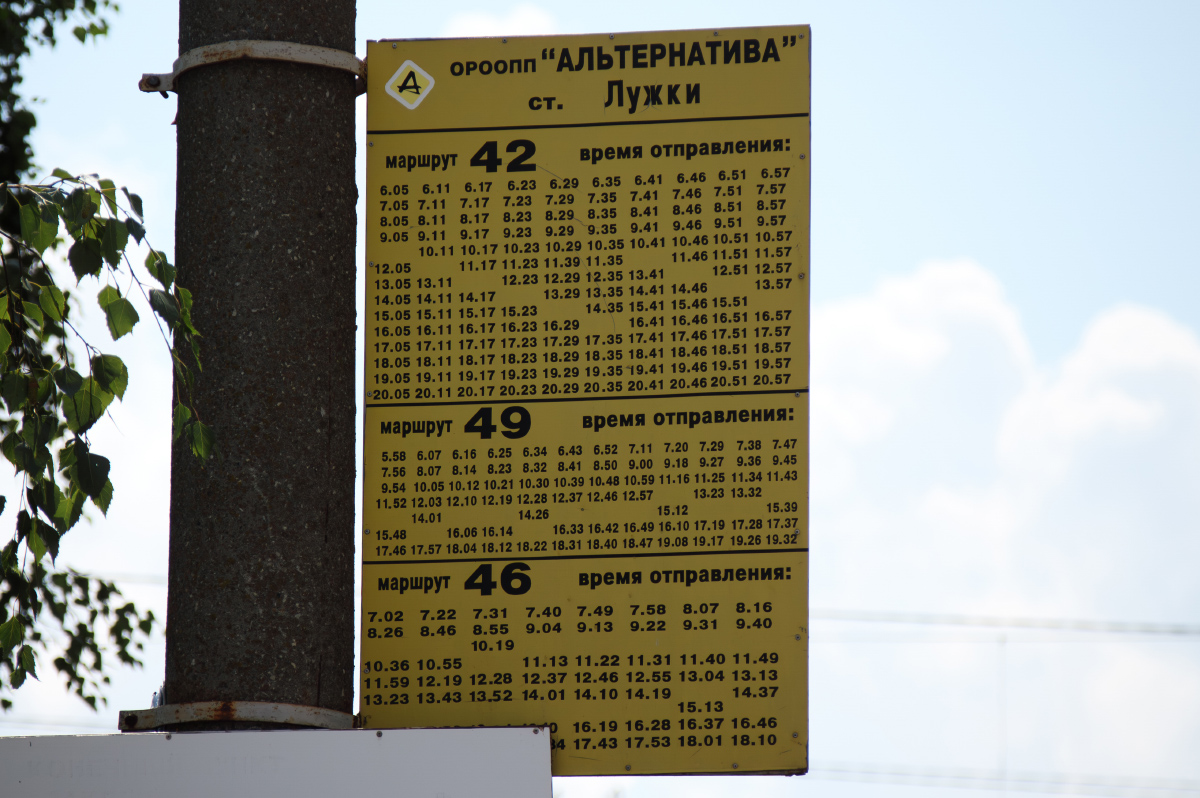 Д
ОРООПП "АЛЬТЕРНАТИВА"
ст. Лужки
маршрут 42 время отправления:
6.05 6.11 6.17 6.23 6.29 6.35 6.41 6.46 6.51 6.57
7.05 7.11 7.17 7.23 7.29 7.35 7.41 7.46 7.51 7.57
8.05 8.11 8.17 8.23 8.29 8.35 8.41 8.46 8.51 8.57
9.05 9.11 9.17 9.23 9.29 9.35 9.41 9.46 9.51 9.57
10.11 10.17 10.23 10.29 10.35 10.41 10.46 10.51 10.57
12.05 11.17 11.23 11.39 11.35 11.46 11.51 11.57
13.05 13.11 12.23 12.29 12.35 13.41 12.51 12.57
14.05 14.11 14.17 13.29 13.35 14.41 14.46 13.57
15.05 15.11 15.17 15.23 14.35 15.41 15.46 15.51
16.05 16.11 16.17 16.23 16.29 16.41 16.46 16.51 16.57
17.05 17.11 17.17 17.23 17.29 17.35 17.41 17.46 17.51 17.57
18.05 18.11 18.17 18.23 18.29 18.35 18.41 18.46 18.51 18.57
19.05 19.11 19.17 19.23 19.29 19.35 19.41 19.46 19.51 19.57
20.05 20.11 20.17 20.23 20.29 20.35 20.41 20.46 20.51 20.57
маршрут 49 время отправления:
5.58 6.07 6.16 6.25 6.34 6.43 6.52 7.11 7.20 7.29 7.38 7.47
7.56 8.07 8.14 8.23 8.32 8.41 8.50 9.00 9.18 9.27 9.36 9.45
9.54 10.05 10.12 10.21 10.30 10.39 10.48 10.59 11.16 11.25 11.34 11.43
11.52 12.03 12.10 12.19 12.28 12.37 12.46 12.57 13.23 13.32
14.01 14.26 15.12 15.39
15.48 16.06 16.14 16.33 16.42 16.49 16.10 17.19 17.28 17.37
17.46 17.57 18.04 18.12 18.22 18.31 18.40 18.47 19.08 19.17 19.26 19.32
маршрут 46 время отправления:
7.02 7.22 7.31 7.40 7.49 7.58 8.07 8.16
8.26 8.46 8.55 9.04 9.13 9.22 9.31 9.40
10.19
10.36 10.55 11.13 11.22 11.31 11.40 11.49
11.59 12.19 12.28 12.37 12.46 12.55 13.04 13.13
13.23 13.43 13.52 14.01 14.10 14.19 14.37
15.13
16.19 16.28 16.37 16.46
17.43 17.53 18.01 18.10